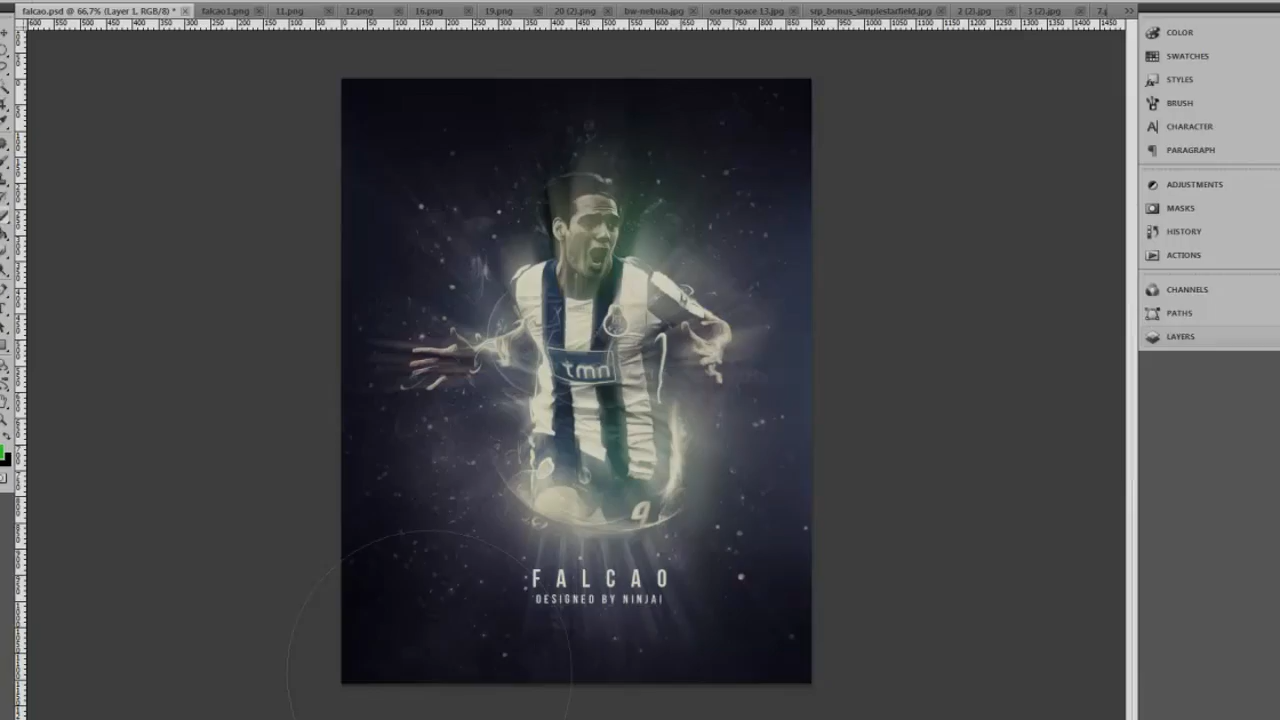 falcao.psd @ 66,7% (Layer 1, RGB/8) *
falcao1.png
11.png
12.png
16.png
19.png
20 (2).png
bw-nebula.jpg
outer space 13.jpg
srp_bonus_simplestarfield.jpg
2 (2).jpg
3 (2).jpg
COLOR
SWATCHES
STYLES
BRUSH
CHARACTER
PARAGRAPH
ADJUSTMENTS
MASKS
HISTORY
ACTIONS
CHANNELS
PATHS
LAYERS
tmn
9
FALCAO
DESIGNED BY NINJAI